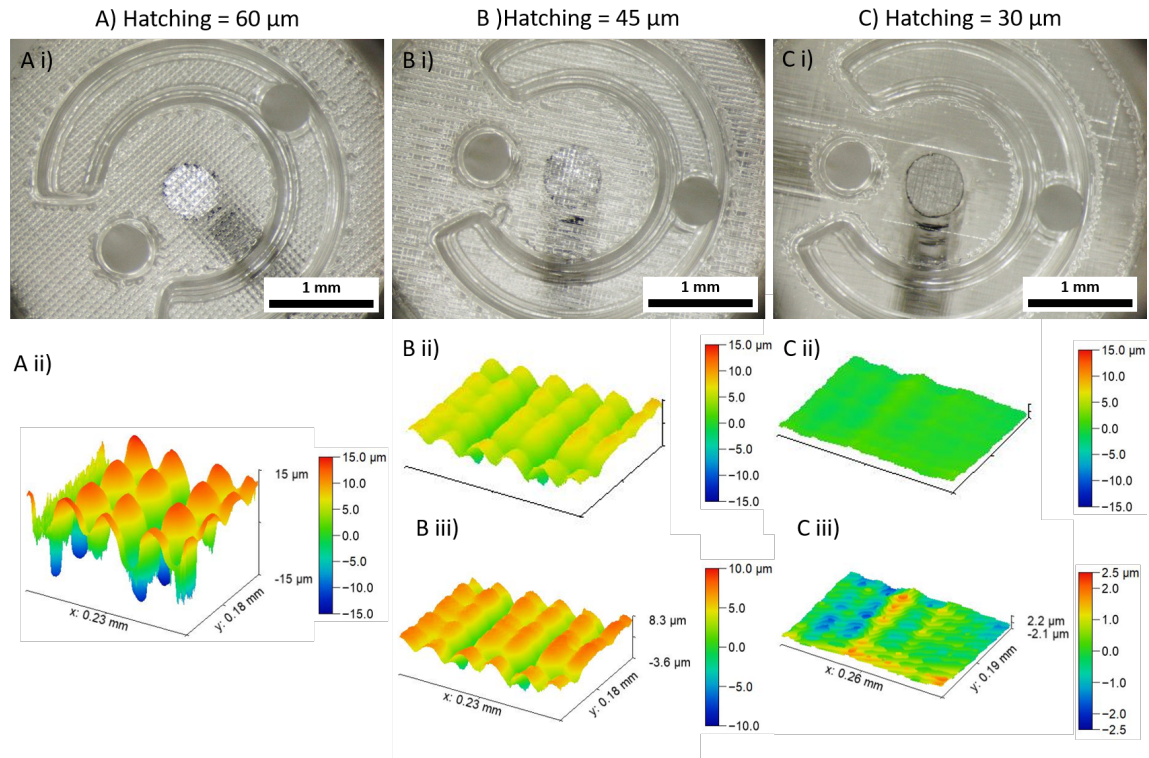 A) Hatching = 60 µm
B )Hatching = 45 µm
C) Hatching = 30 µm
A i)
1 mm
B i)
1 mm
C i)
1 mm
A ii)
15.0 µm
10.0
5.0
0.0
−5.0
−10.0
−15.0
15 µm
-15 µm
x: 0.23 mm
y: 0.18 mm
B ii)
15.0 µm
10.0
5.0
0.0
−5.0
−10.0
−15.0
C ii)
15.0 µm
10.0
5.0
0.0
−5.0
−10.0
−15.0
B iii)
10.0 µm
5.0
0.0
−5.0
−10.0
8.3 µm
−3.6 µm
x: 0.23 mm
y: 0.18 mm
C iii)
2.5 µm
2.0
1.0
0.0
−1.0
−2.0
−2.5
2.2 µm
−2.1 µm
x: 0.26 mm
y: 0.19 mm